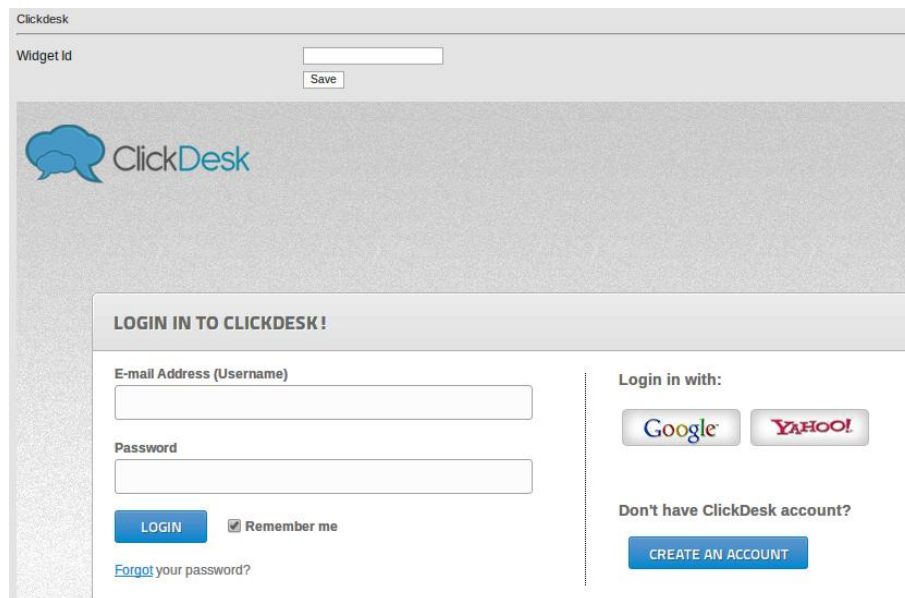 Clickdesk
Widget Id
Save
ClickDesk
LOGIN IN TO CLICKDESK!
E-mail Address (Username)
Password
LOGIN
Remember me
Forgot your password?
Login in with:
Google
YAHOO!
Don't have ClickDesk account?
CREATE AN ACCOUNT